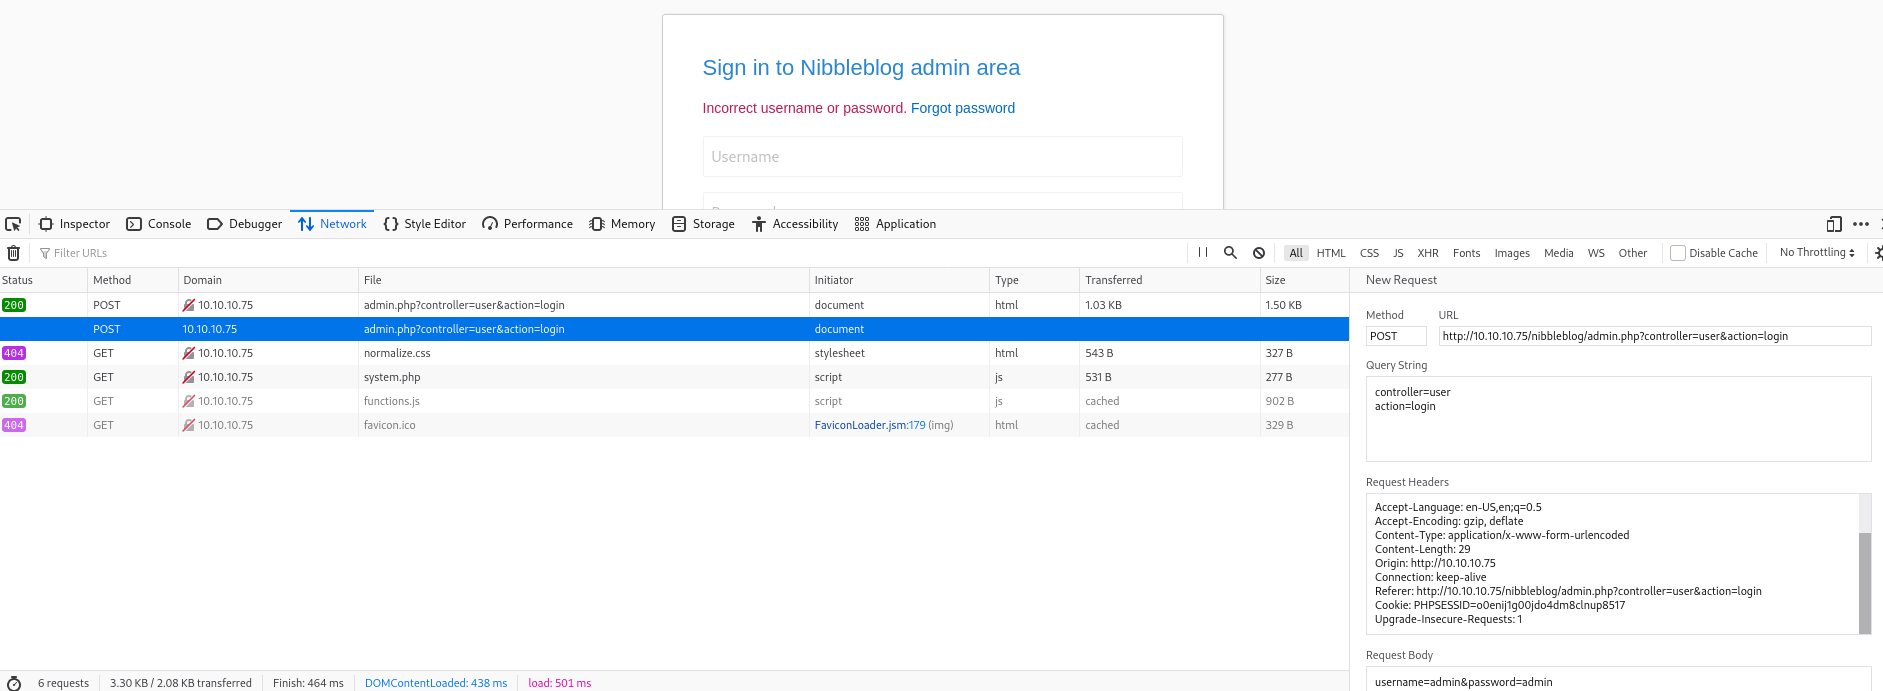 Sign in to Nibbleblog admin area
Incorrect username or password. Forgot password
Username
Inspector Console Debugger Network Style Editor Performance Memory Storage Accessibility Application
Filter URLs All HTML CSS JS XHR Fonts Images Media WS Other Disable Cache No Throttling
Status Method Domain File Initiator Type Transferred Size
200 POST 10.10.10.75 admin.php?controller=user&action=login document html 1.03 KB 1.50 KB
POST 10.10.10.75 admin.php?controller=user&action=login document
404 GET 10.10.10.75 normalize.css stylesheet html 543 B 327 B
200 GET 10.10.10.75 system.php script js 531 B 277 B
200 GET 10.10.10.75 functions.js script js cached 902 B
404 GET 10.10.10.75 favicon.ico FaviconLoader.jsm:179 (img) html cached 329 B
New Request
Method URL
POST http://10.10.10.75/nibbleblog/admin.php?controller=user&action=login
Query String
controller=user
action=login
Request Headers
Accept-Language: en-US,en;q=0.5
Accept-Encoding: gzip, deflate
Content-Type: application/x-www-form-urlencoded
Content-Length: 29
Origin: http://10.10.10.75
Connection: keep-alive
Referer: http://10.10.10.75/nibbleblog/admin.php?controller=user&action=login
Cookie: PHPSESSID=o0enij1g00jdo4dm8clnup8517
Upgrade-Insecure-Requests: 1
Request Body
username=admin&password=admin
6 requests 3.30 KB / 2.08 KB transferred Finish: 464 ms DOMContentLoaded: 438 ms load: 501 ms